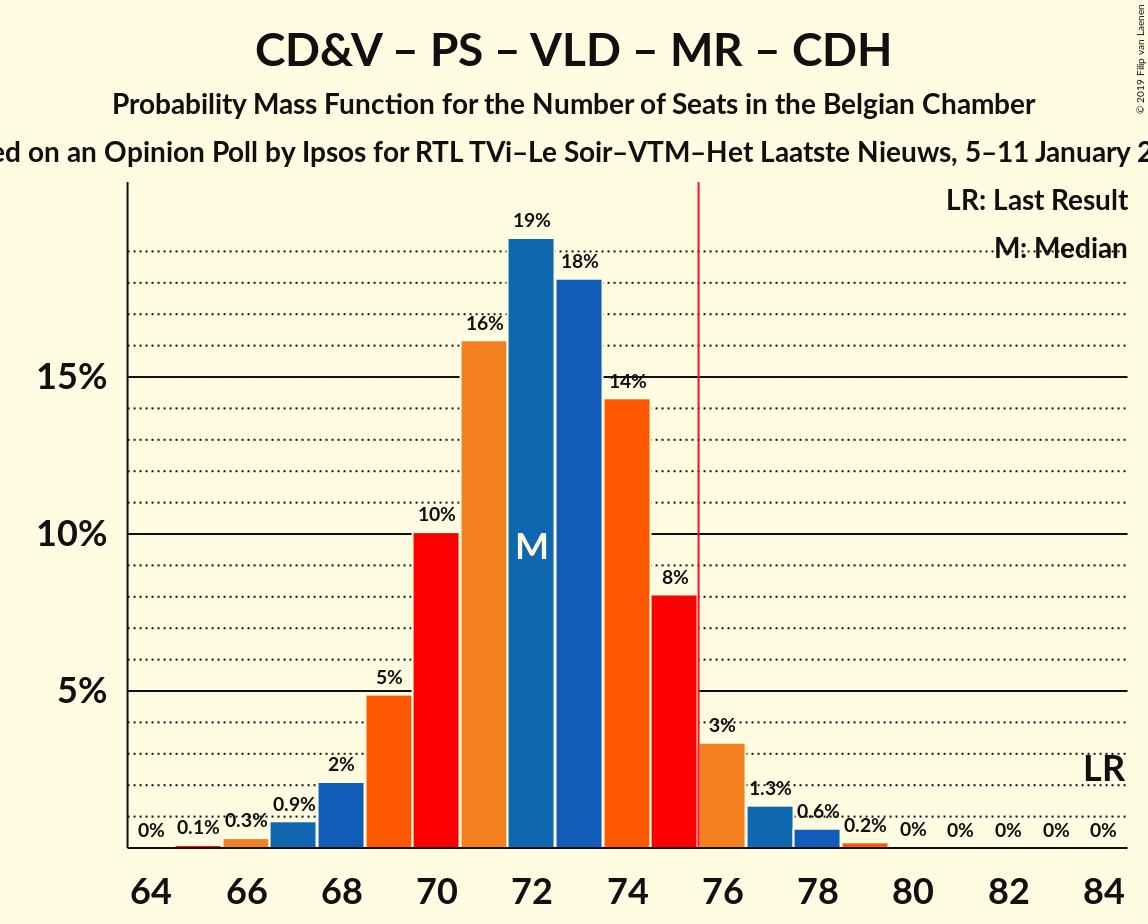 CD&V – PS – VLD – MR – CDH
Probability Mass Function for the Number of Seats in the Belgian Chamber
ed on an Opinion Poll by Ipsos for RTL TVi–Le Soir–VTM–Het Laatste Nieuws, 5–11 January 2
© 2019 Filip van Laenen
LR: Last Result
M: Median
15%
10%
5%
0%
0.1%
0.3%
0.9%
2%
5%
10%
16%
19%
18%
14%
8%
3%
1.3%
0.6%
0.2%
0%
0%
0%
0%
0%
M
LR
64 66 68 70 72 74 76 78 80 82 84